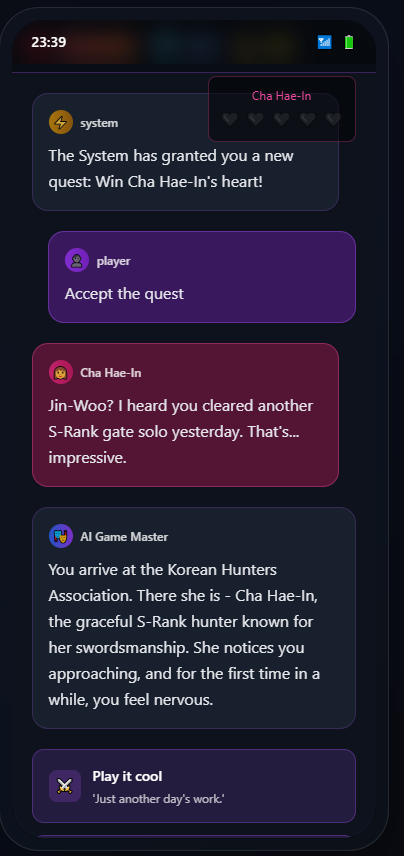 23:39
Cha Hae-In
system
The System has granted you a new
quest: Win Cha Hae-In's heart!
player
Accept the quest
Cha Hae-In
Jin-Woo? I heard you cleared another
S-Rank gate solo yesterday. That's...
impressive.
AI Game Master
You arrive at the Korean Hunters
Association. There she is - Cha Hae-In,
the graceful S-Rank hunter known for
her swordsmanship. She notices you
approaching, and for the first time in a
while, you feel nervous.
Play it cool
'Just another day's work.'